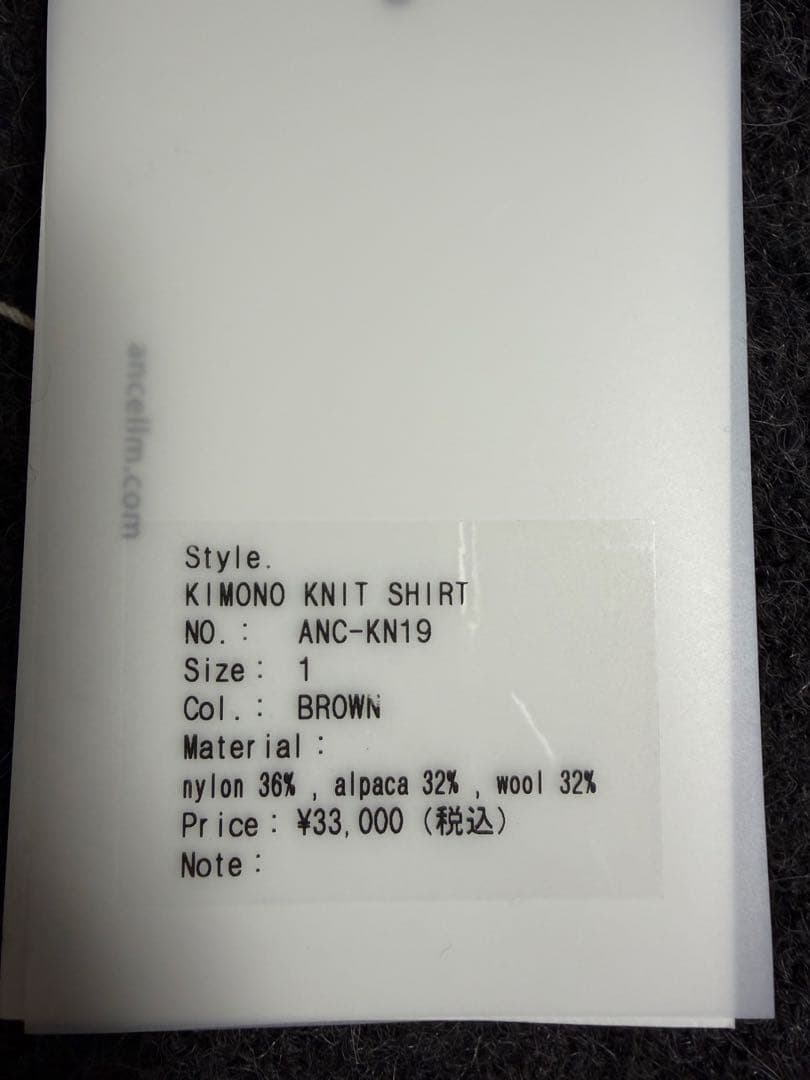 ancellm.com
Style.
KIMONO KNIT SHIRT
NO.: ANC-KN19
Size: 1
Col.: BROWN
Material:
nylon 36% , alpaca 32% , wool 32%
Price: ¥33,000 (税込)
Note: